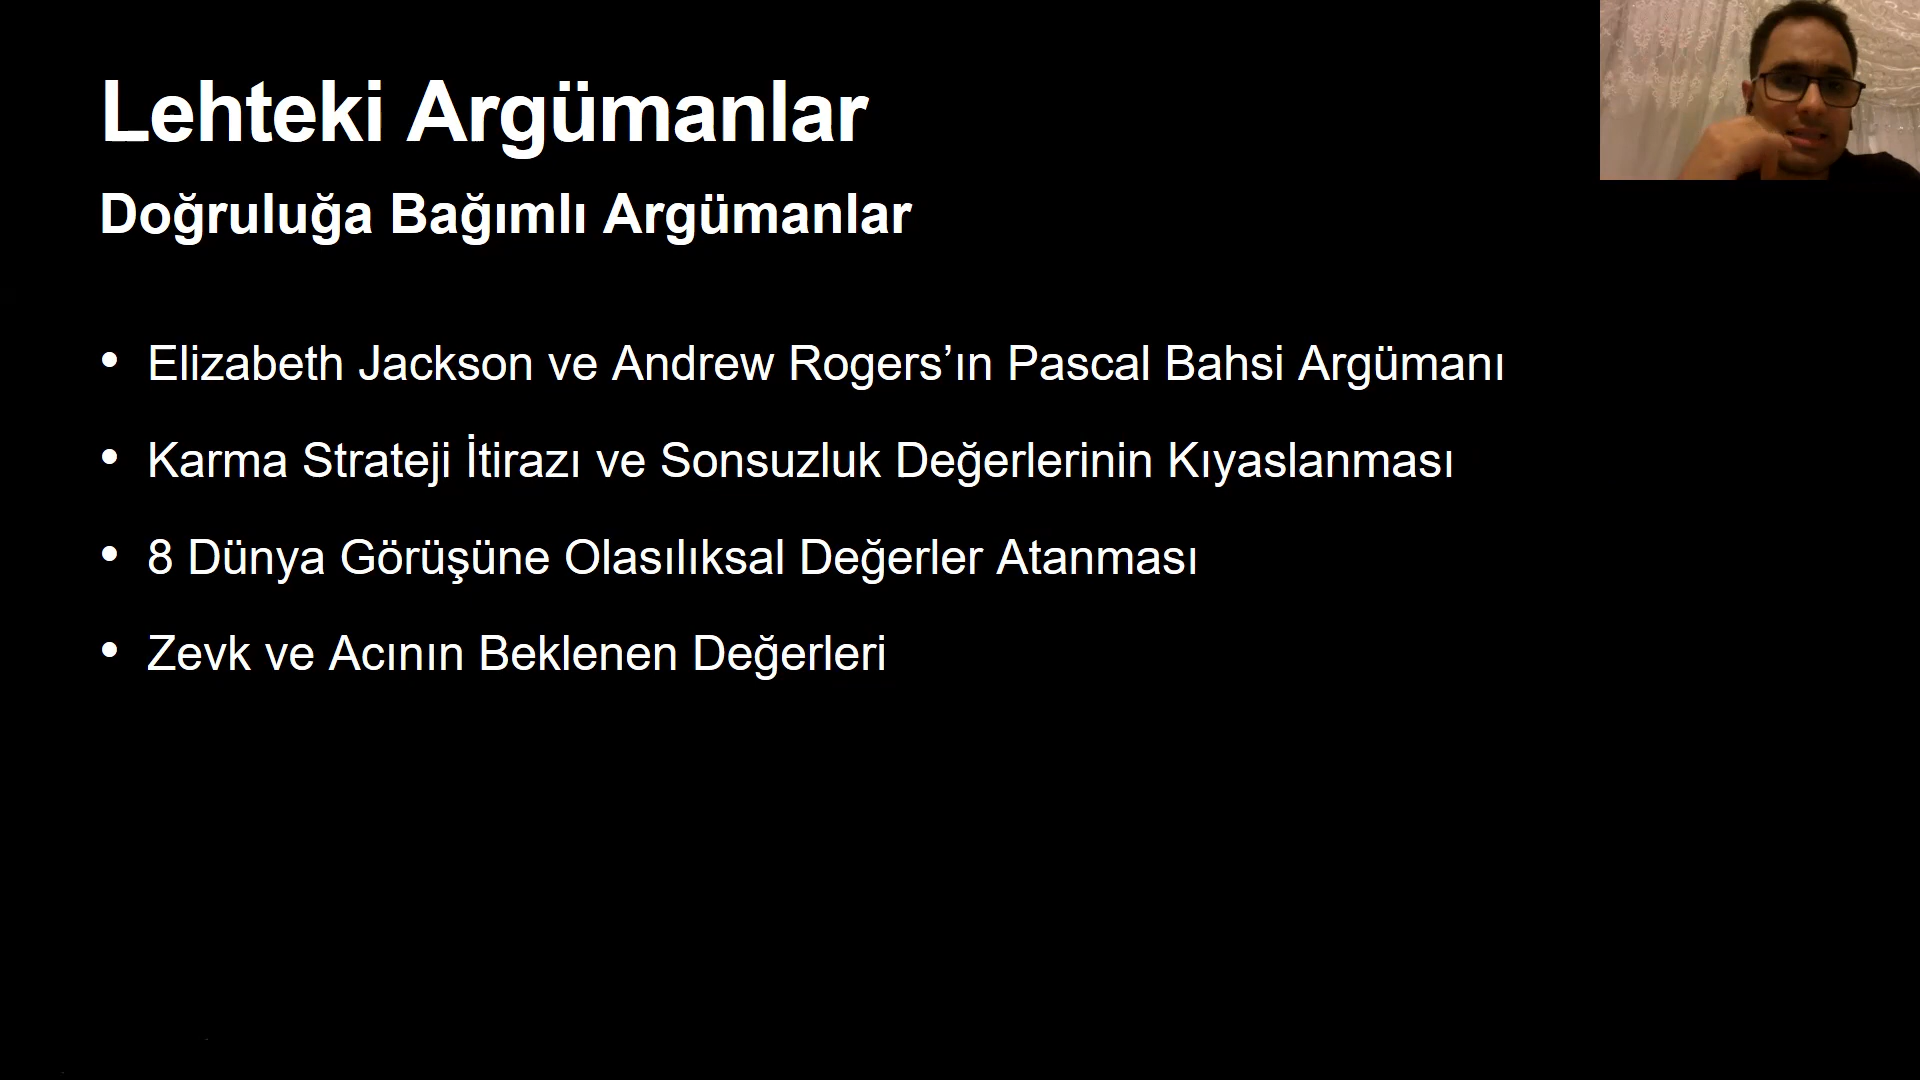 Lehteki Argümanlar
Doğruluğa Bağımlı Argümanlar
• Elizabeth Jackson ve Andrew Rogers’ın Pascal Bahsi Argümanı
• Karma Strateji İtirazı ve Sonsuzluk Değerlerinin Kıyaslanması
• 8 Dünya Görüşüne Olasılıksal Değerler Atanması
• Zevk ve Acının Beklenen Değerleri